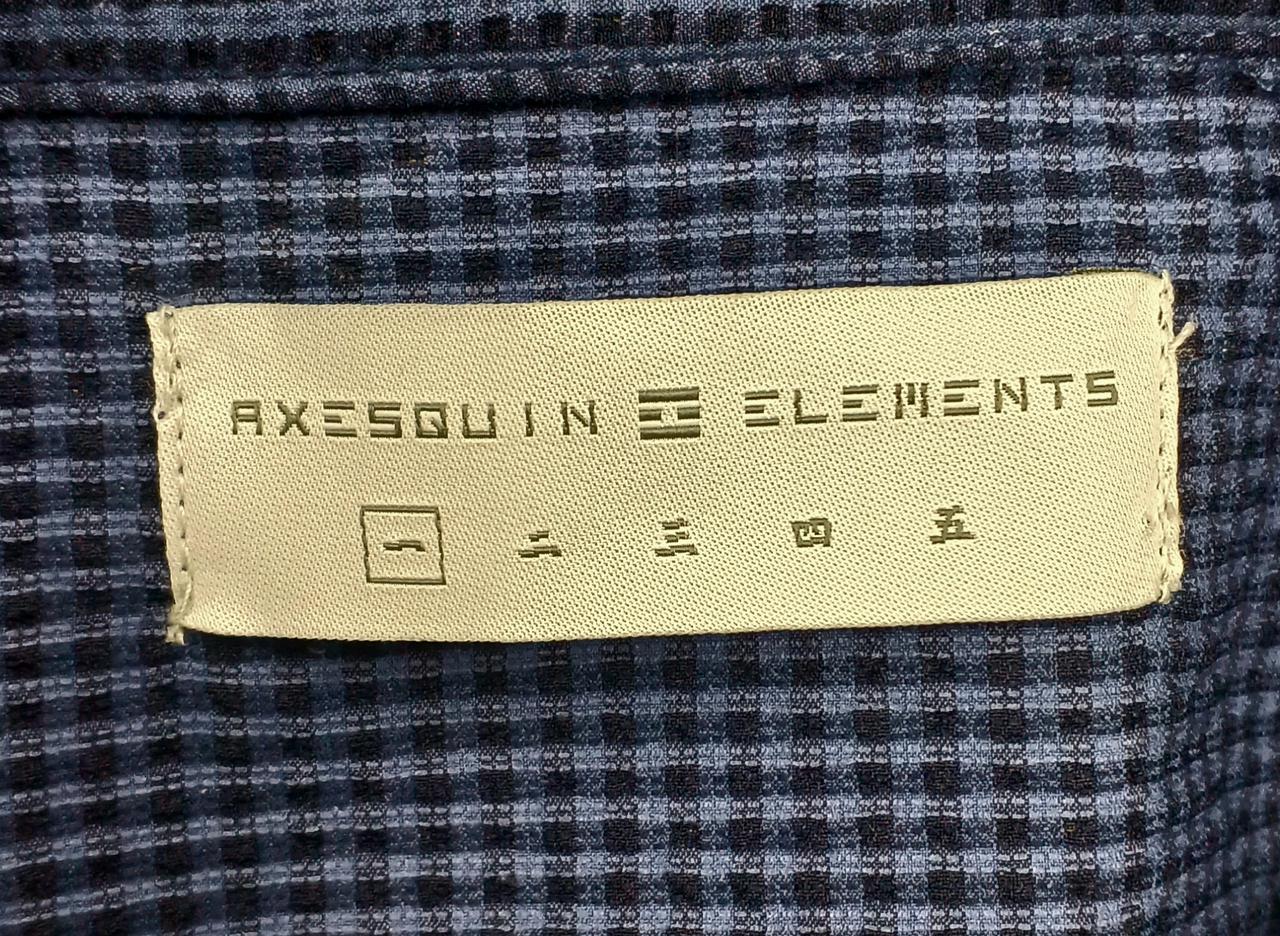 AXESQUIN ELEMENTS
一 二 三 四 五